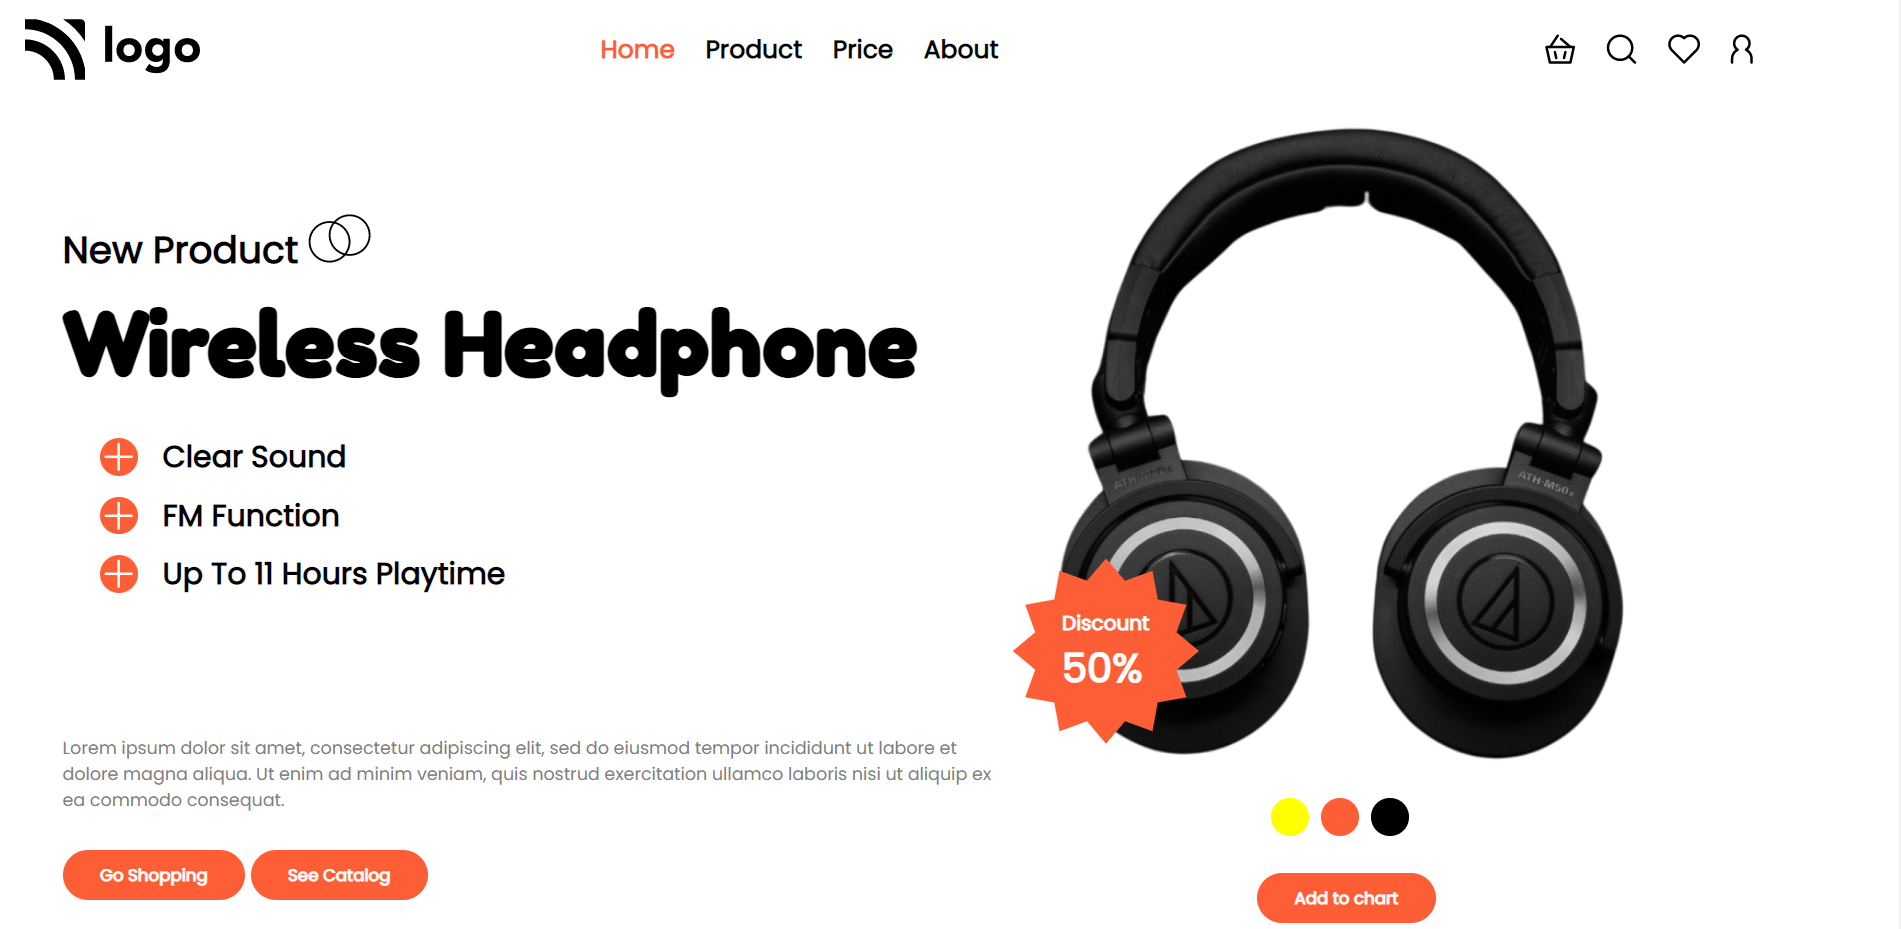 logo
Home Product Price About
New Product
Wireless Headphone
Clear Sound
FM Function
Up To 11 Hours Playtime
ATH-M50x
ATH-M50x
Discount
50%
Lorem ipsum dolor sit amet, consectetur adipiscing elit, sed do eiusmod tempor incididunt ut labore et
dolore magna aliqua. Ut enim ad minim veniam, quis nostrud exercitation ullamco laboris nisi ut aliquip ex
ea commodo consequat.
Go Shopping See Catalog
Add to chart